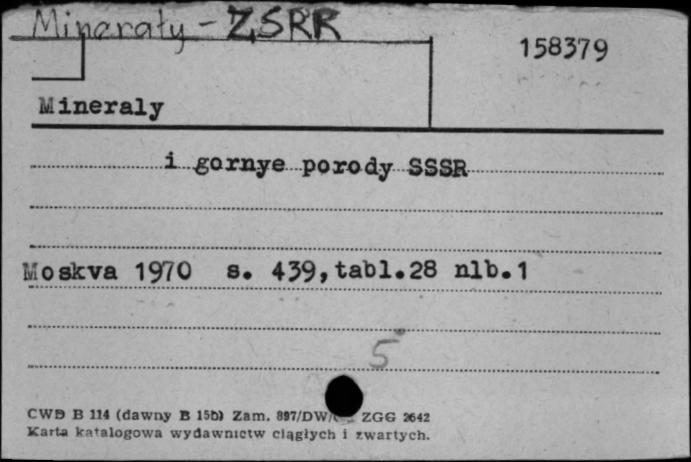 Minerały - ZSRR
158379
Mineraly
i gornye porody SSSR
Moskva 1970 s. 439,tabl.28 nlb.1
5
CWD B 114 (dawny B 15b) Zam. 897/DW/ ZGG 2642
Karta katalogowa wydawnictw ciągłych i zwartych.